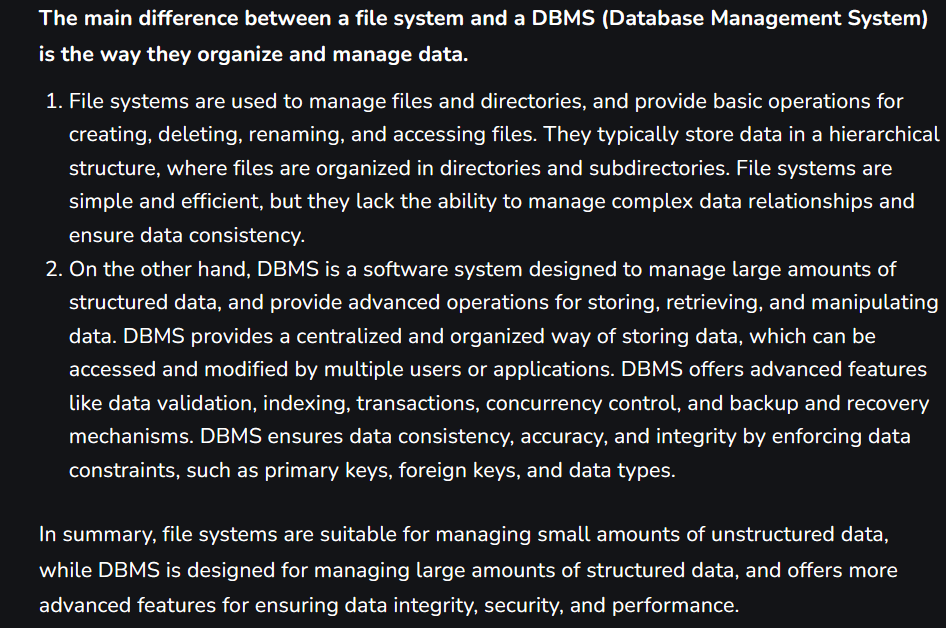 The main difference between a file system and a DBMS (Database Management System)
is the way they organize and manage data.
1. File systems are used to manage files and directories, and provide basic operations for
creating, deleting, renaming, and accessing files. They typically store data in a hierarchical
structure, where files are organized in directories and subdirectories. File systems are
simple and efficient, but they lack the ability to manage complex data relationships and
ensure data consistency.
2. On the other hand, DBMS is a software system designed to manage large amounts of
structured data, and provide advanced operations for storing, retrieving, and manipulating
data. DBMS provides a centralized and organized way of storing data, which can be
accessed and modified by multiple users or applications. DBMS offers advanced features
like data validation, indexing, transactions, concurrency control, and backup and recovery
mechanisms. DBMS ensures data consistency, accuracy, and integrity by enforcing data
constraints, such as primary keys, foreign keys, and data types.
In summary, file systems are suitable for managing small amounts of unstructured data,
while DBMS is designed for managing large amounts of structured data, and offers more
advanced features for ensuring data integrity, security, and performance.